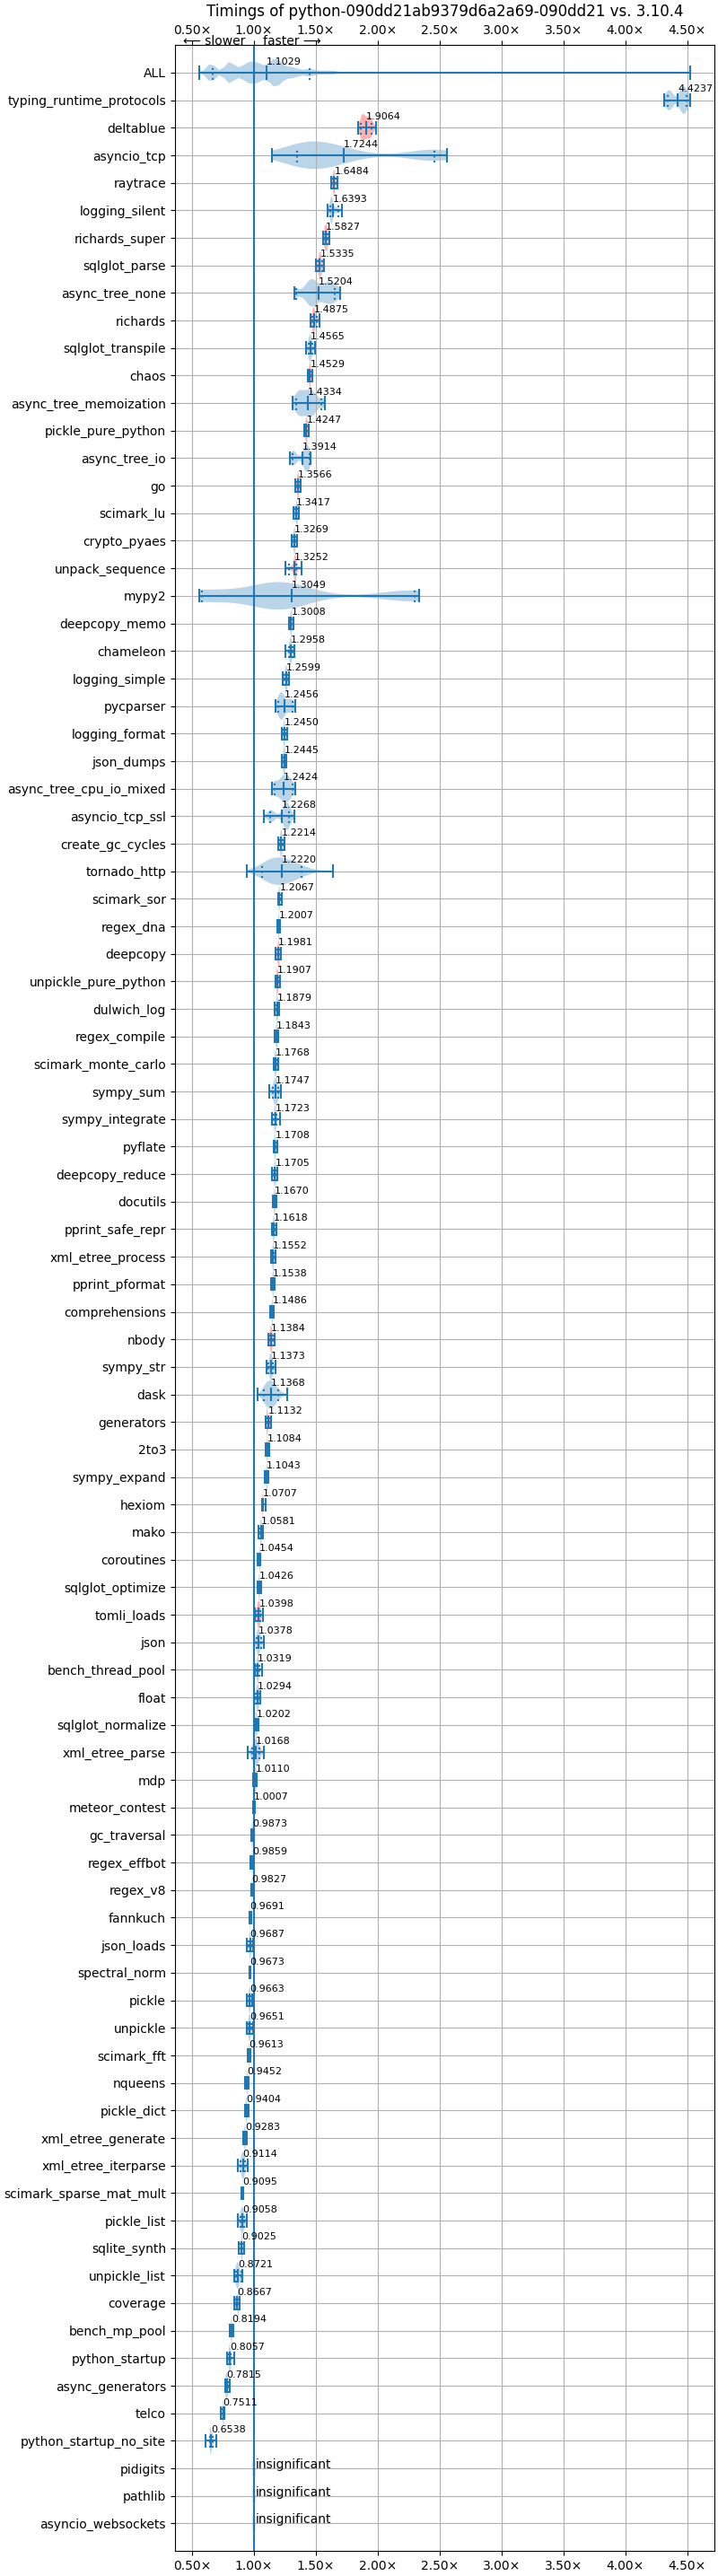 Timings of python-090dd21ab9379d6a2a69-090dd21 vs. 3.10.4
0.50× 1.00× 1.50× 2.00× 2.50× 3.00× 3.50× 4.00× 4.50×
⟵ slower faster ⟶
ALL 1.1029
typing_runtime_protocols 4.4237
deltablue 1.9064
asyncio_tcp 1.7244
raytrace 1.6484
logging_silent 1.6393
richards_super 1.5827
sqlglot_parse 1.5335
async_tree_none 1.5204
richards 1.4875
sqlglot_transpile 1.4565
chaos 1.4529
async_tree_memoization 1.4334
pickle_pure_python 1.4247
async_tree_io 1.3914
go 1.3566
scimark_lu 1.3417
crypto_pyaes 1.3269
unpack_sequence 1.3252
mypy2 1.3049
deepcopy_memo 1.3008
chameleon 1.2958
logging_simple 1.2599
pycparser 1.2456
logging_format 1.2450
json_dumps 1.2445
async_tree_cpu_io_mixed 1.2424
asyncio_tcp_ssl 1.2268
create_gc_cycles 1.2214
tornado_http 1.2220
scimark_sor 1.2067
regex_dna 1.2007
deepcopy 1.1981
unpickle_pure_python 1.1907
dulwich_log 1.1879
regex_compile 1.1843
scimark_monte_carlo 1.1768
sympy_sum 1.1747
sympy_integrate 1.1723
pyflate 1.1708
deepcopy_reduce 1.1705
docutils 1.1670
pprint_safe_repr 1.1618
xml_etree_process 1.1552
pprint_pformat 1.1538
comprehensions 1.1486
nbody 1.1384
sympy_str 1.1373
dask 1.1368
generators 1.1132
2to3 1.1084
sympy_expand 1.1043
hexiom 1.0707
mako 1.0581
coroutines 1.0454
sqlglot_optimize 1.0426
tomli_loads 1.0398
json 1.0378
bench_thread_pool 1.0319
float 1.0294
sqlglot_normalize 1.0202
xml_etree_parse 1.0168
mdp 1.0110
meteor_contest 1.0007
gc_traversal 0.9873
regex_effbot 0.9859
regex_v8 0.9827
fannkuch 0.9691
json_loads 0.9687
spectral_norm 0.9673
pickle 0.9663
unpickle 0.9651
scimark_fft 0.9613
nqueens 0.9452
pickle_dict 0.9404
xml_etree_generate 0.9283
xml_etree_iterparse 0.9114
scimark_sparse_mat_mult 0.9095
pickle_list 0.9058
sqlite_synth 0.9025
unpickle_list 0.8721
coverage 0.8667
bench_mp_pool 0.8194
python_startup 0.8057
async_generators 0.7815
telco 0.7511
python_startup_no_site 0.6538
pidigits insignificant
pathlib insignificant
asyncio_websockets insignificant
0.50× 1.00× 1.50× 2.00× 2.50× 3.00× 3.50× 4.00× 4.50×